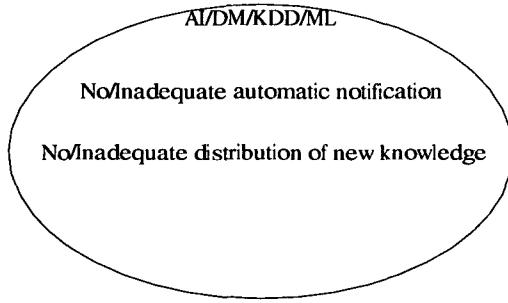 AI/DM/KDD/ML
No/Inadequate automatic notification
No/Inadequate distribution of new knowledge